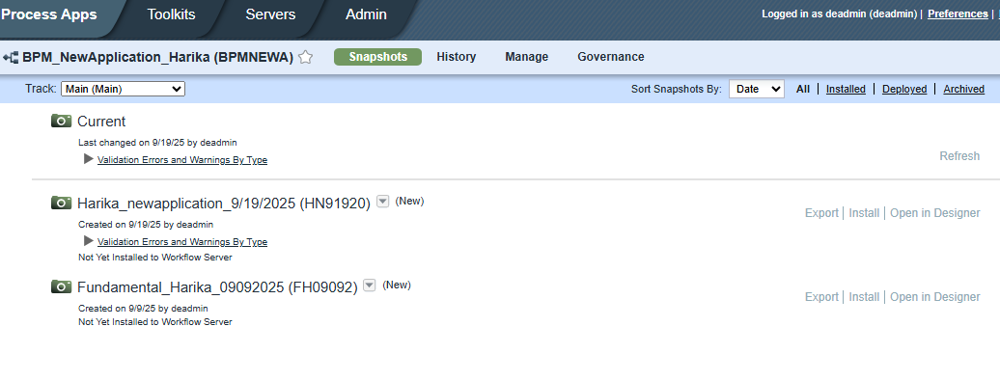 Process Apps Toolkits Servers Admin Logged in as deadmin (deadmin) | Preferences |
BPM_NewApplication_Harika (BPMNEWA) Snapshots History Manage Governance
Track: Main (Main) Sort Snapshots By: Date All | Installed | Deployed | Archived
Current
Last changed on 9/19/25 by deadmin
Validation Errors and Warnings By Type
Refresh
Harika_newapplication_9/19/2025 (HN91920) (New)
Export | Install | Open in Designer
Created on 9/19/25 by deadmin
Validation Errors and Warnings By Type
Not Yet Installed to Workflow Server
Fundamental_Harika_09092025 (FH09092) (New)
Export | Install | Open in Designer
Created on 9/9/25 by deadmin
Not Yet Installed to Workflow Server